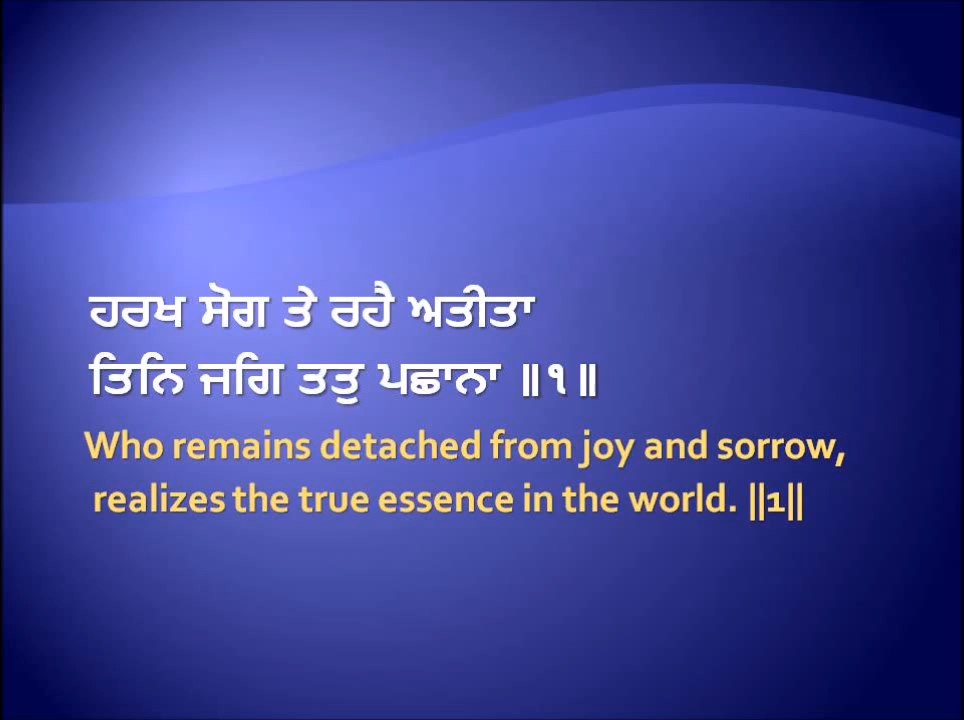 ਹਰਖ ਸੋਗ ਤੇ ਰਹੈ ਅਤੀਤਾ
ਤਿਨਿ ਜਗਿ ਤਤੁ ਪਛਾਨਾ ॥੧॥
Who remains detached from joy and sorrow,
realizes the true essence in the world. ||1||